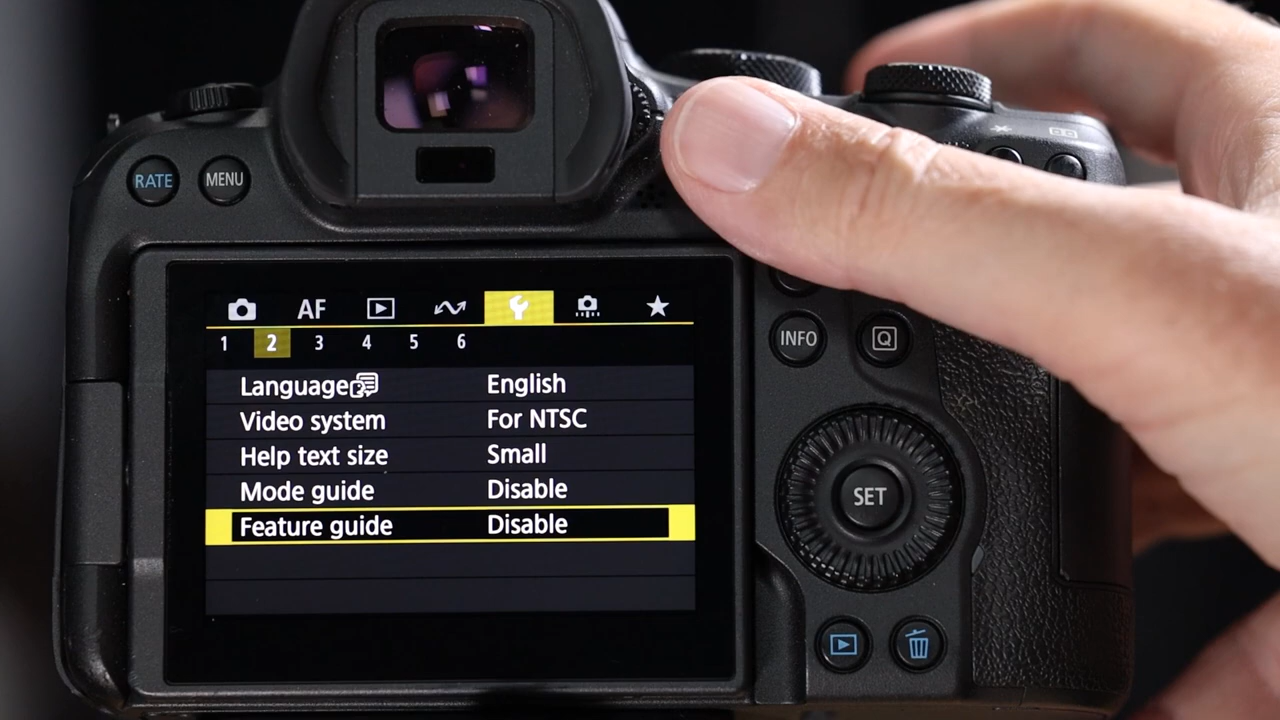 RATE MENU
INFO Q
AF
1 2 3 4 5 6
Language English
Video system For NTSC
Help text size Small
Mode guide Disable
Feature guide Disable
SET